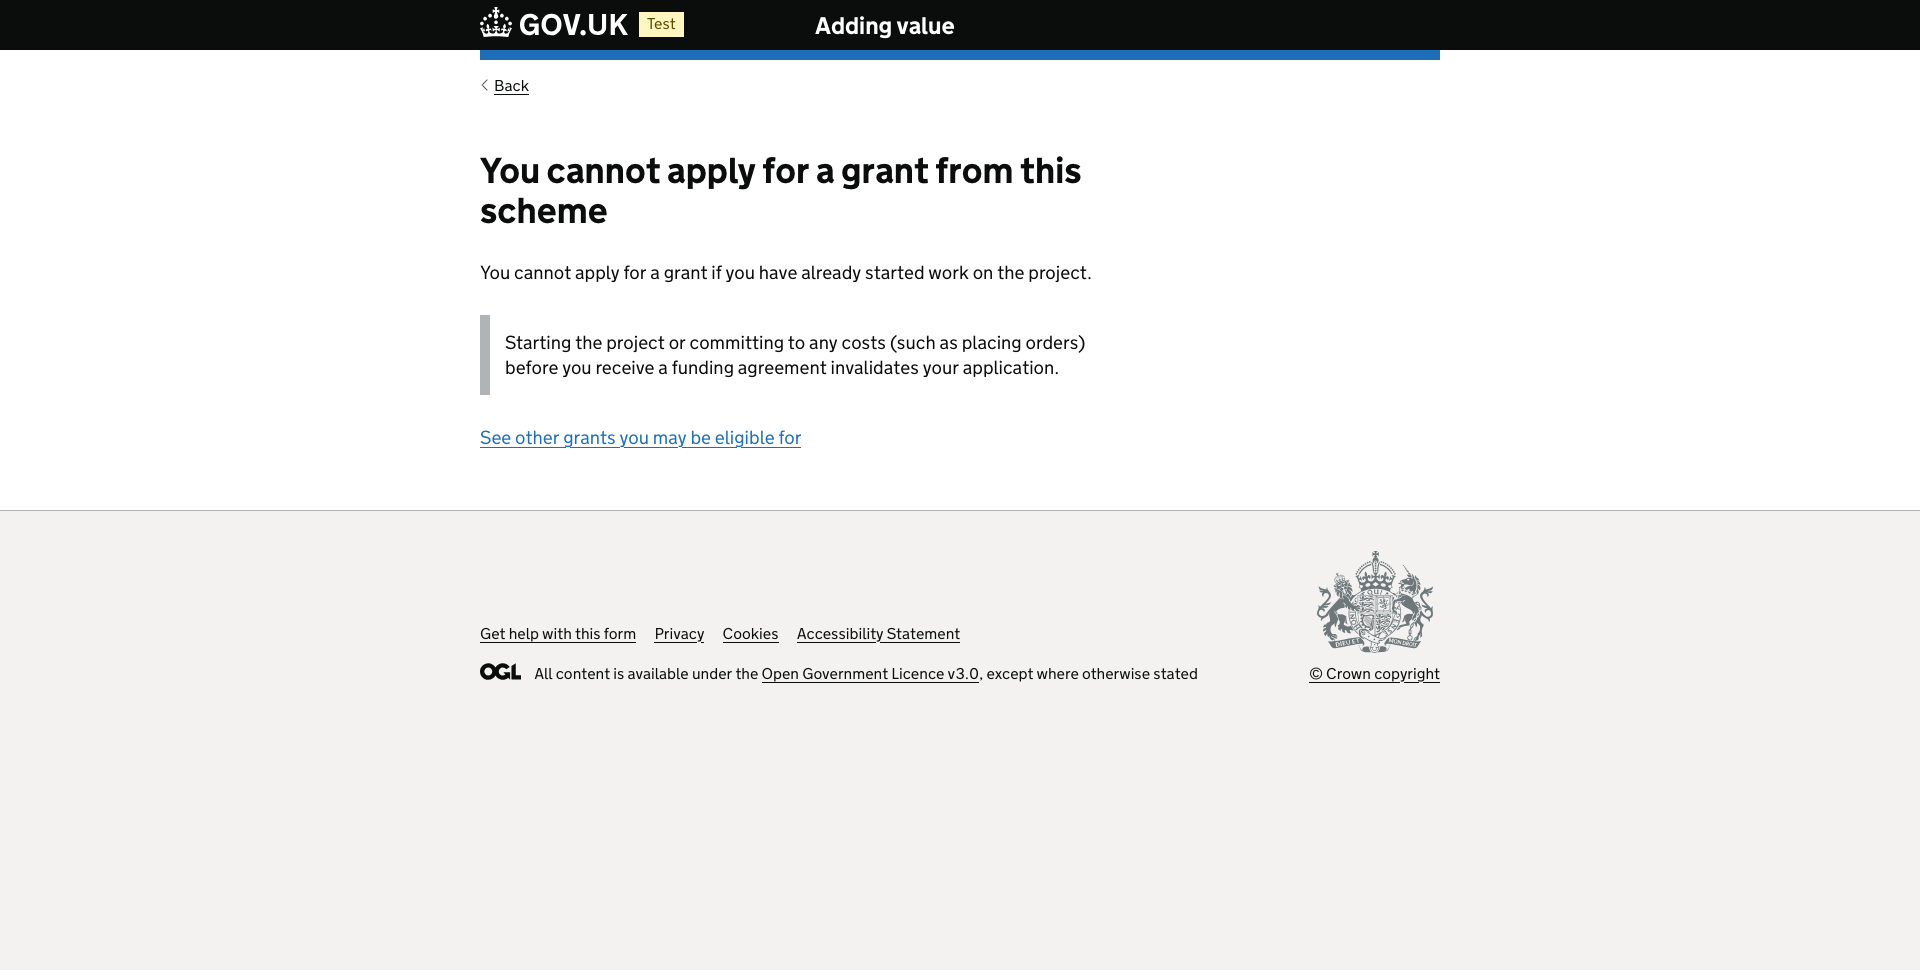 GOV.UK Test Adding value
Back
You cannot apply for a grant from this
scheme
You cannot apply for a grant if you have already started work on the project.
Starting the project or committing to any costs (such as placing orders)
before you receive a funding agreement invalidates your application.
See other grants you may be eligible for
Get help with this form Privacy Cookies Accessibility Statement
OGL All content is available under the Open Government Licence v3.0, except where otherwise stated
© Crown copyright